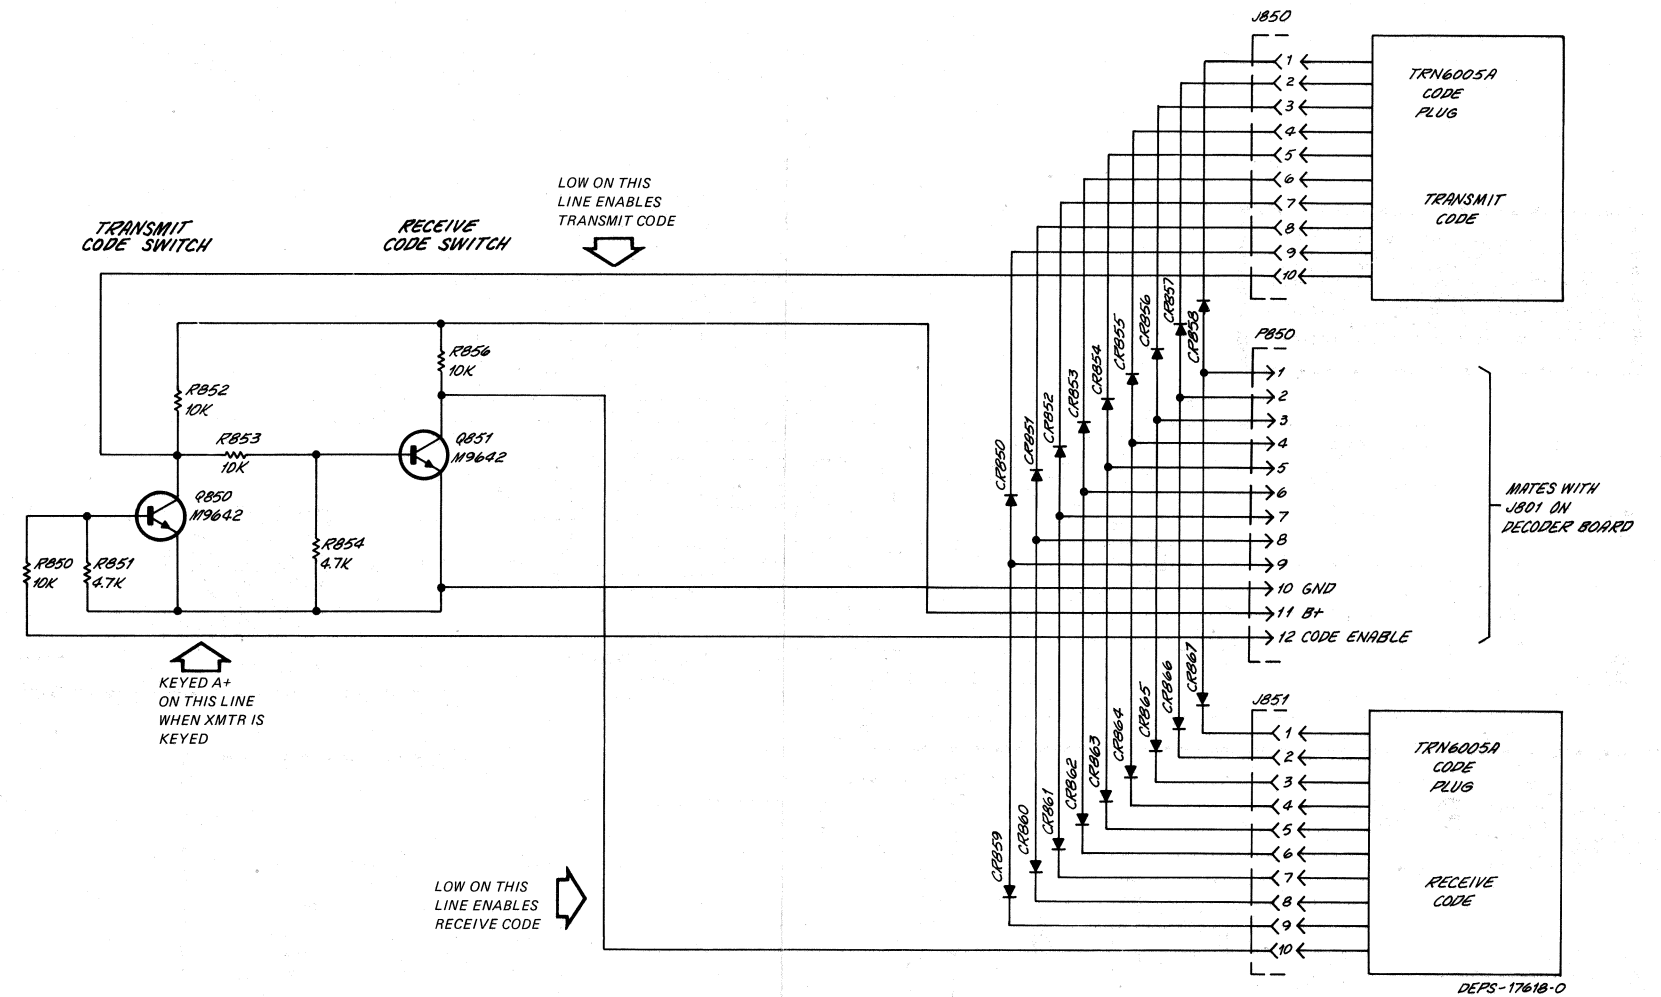 J850
1
2
3
4
5
6
7
8
9
10
TRN6005A
CODE
PLUG
TRANSMIT
CODE
LOW ON THIS
LINE ENABLES
TRANSMIT CODE
TRANSMIT
CODE SWITCH
RECEIVE
CODE SWITCH
R856
10K
R852
10K
R853
10K
Q851
M9642
Q850
M9642
R850
10K
R851
4.7K
R854
4.7K
KEYED A+
ON THIS LINE
WHEN XMTR IS
KEYED
CR850
CR851
CR852
CR853
CR854
CR855
CR856
CR857
CR858
P850
1
2
3
4
5
6
7
8
9
10 GND
11 B+
12 CODE ENABLE
MATES WITH
J801 ON
DECODER BOARD
CR859
CR860
CR861
CR862
CR863
CR864
CR865
CR866
CR867
J851
1
2
3
4
5
6
7
8
9
10
TRN6005A
CODE
PLUG
RECEIVE
CODE
LOW ON THIS
LINE ENABLES
RECEIVE CODE
DEPS-17618-O